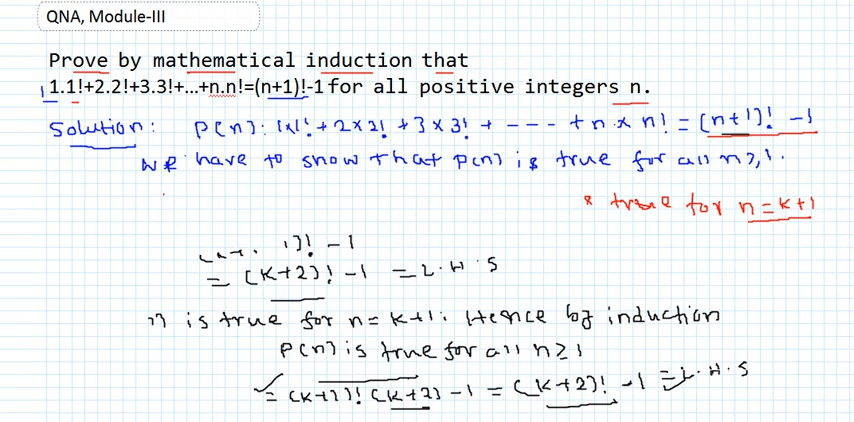 QNA, Module-III
Prove by mathematical induction that
1.1!+2.2!+3.3!+...+n.n!=(n+1)!-1 for all positive integers n.
Solution: P(n): 1×1! + 2×2! + 3×3! + --- + n×n! = (n+1)! -1
we have to show that P(n) is true for all n≥1.
* true for n=k+1
1)! -1
= (k+2)! -1 = L.H.S
is true for n=k+1. Hence by induction
P(n) is true for all n≥1
= (k+1)! (k+2) -1 = (k+2)! -1 = L.H.S